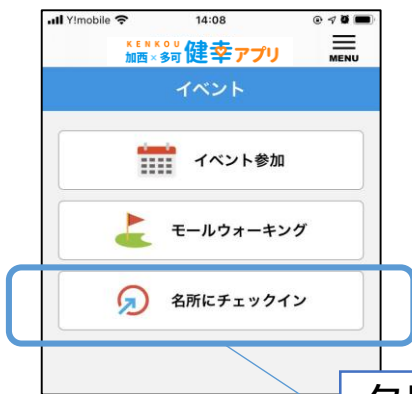 Y!mobile 14:08
KENKOU
加西×多可 健幸アプリ
MENU
イベント
イベント参加
モールウォーキング
名所にチェックイン